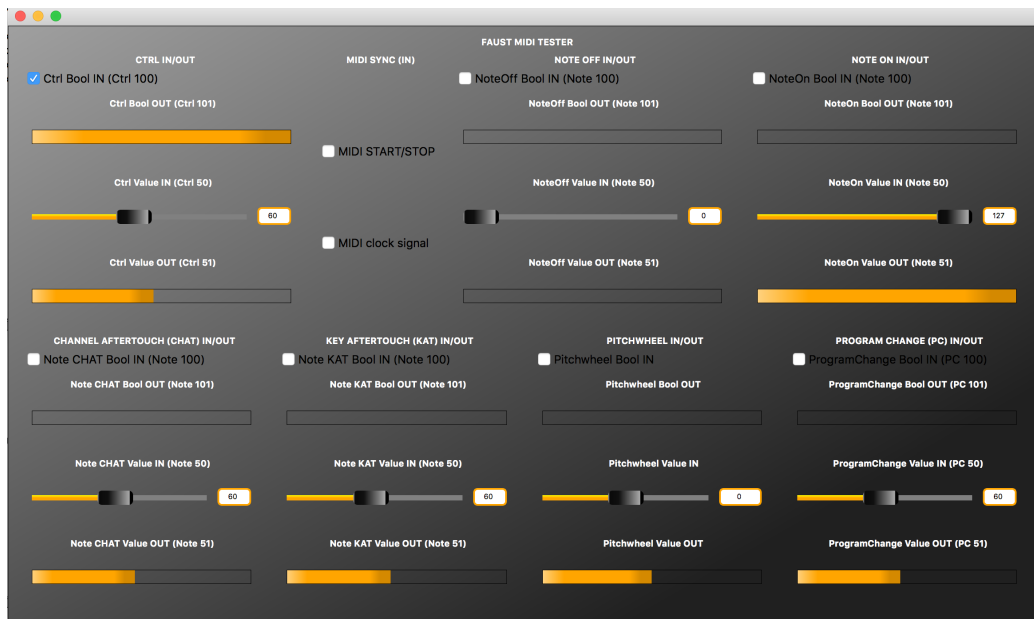 FAUST MIDI TESTER
CTRL IN/OUT
Ctrl Bool IN (Ctrl 100)
Ctrl Bool OUT (Ctrl 101)
Ctrl Value IN (Ctrl 50)
60
Ctrl Value OUT (Ctrl 51)
MIDI SYNC (IN)
MIDI START/STOP
MIDI clock signal
NOTE OFF IN/OUT
NoteOff Bool IN (Note 100)
NoteOff Bool OUT (Note 101)
NoteOff Value IN (Note 50)
0
NoteOff Value OUT (Note 51)
NOTE ON IN/OUT
NoteOn Bool IN (Note 100)
NoteOn Bool OUT (Note 101)
NoteOn Value IN (Note 50)
127
NoteOn Value OUT (Note 51)
CHANNEL AFTERTOUCH (CHAT) IN/OUT
Note CHAT Bool IN (Note 100)
Note CHAT Bool OUT (Note 101)
Note CHAT Value IN (Note 50)
60
Note CHAT Value OUT (Note 51)
KEY AFTERTOUCH (KAT) IN/OUT
Note KAT Bool IN (Note 100)
Note KAT Bool OUT (Note 101)
Note KAT Value IN (Note 50)
60
Note KAT Value OUT (Note 51)
PITCHWHEEL IN/OUT
Pitchwheel Bool IN
Pitchwheel Bool OUT
Pitchwheel Value IN
0
Pitchwheel Value OUT
PROGRAM CHANGE (PC) IN/OUT
ProgramChange Bool IN (PC 100)
ProgramChange Bool OUT (PC 101)
ProgramChange Value IN (PC 50)
60
ProgramChange Value OUT (PC 51)